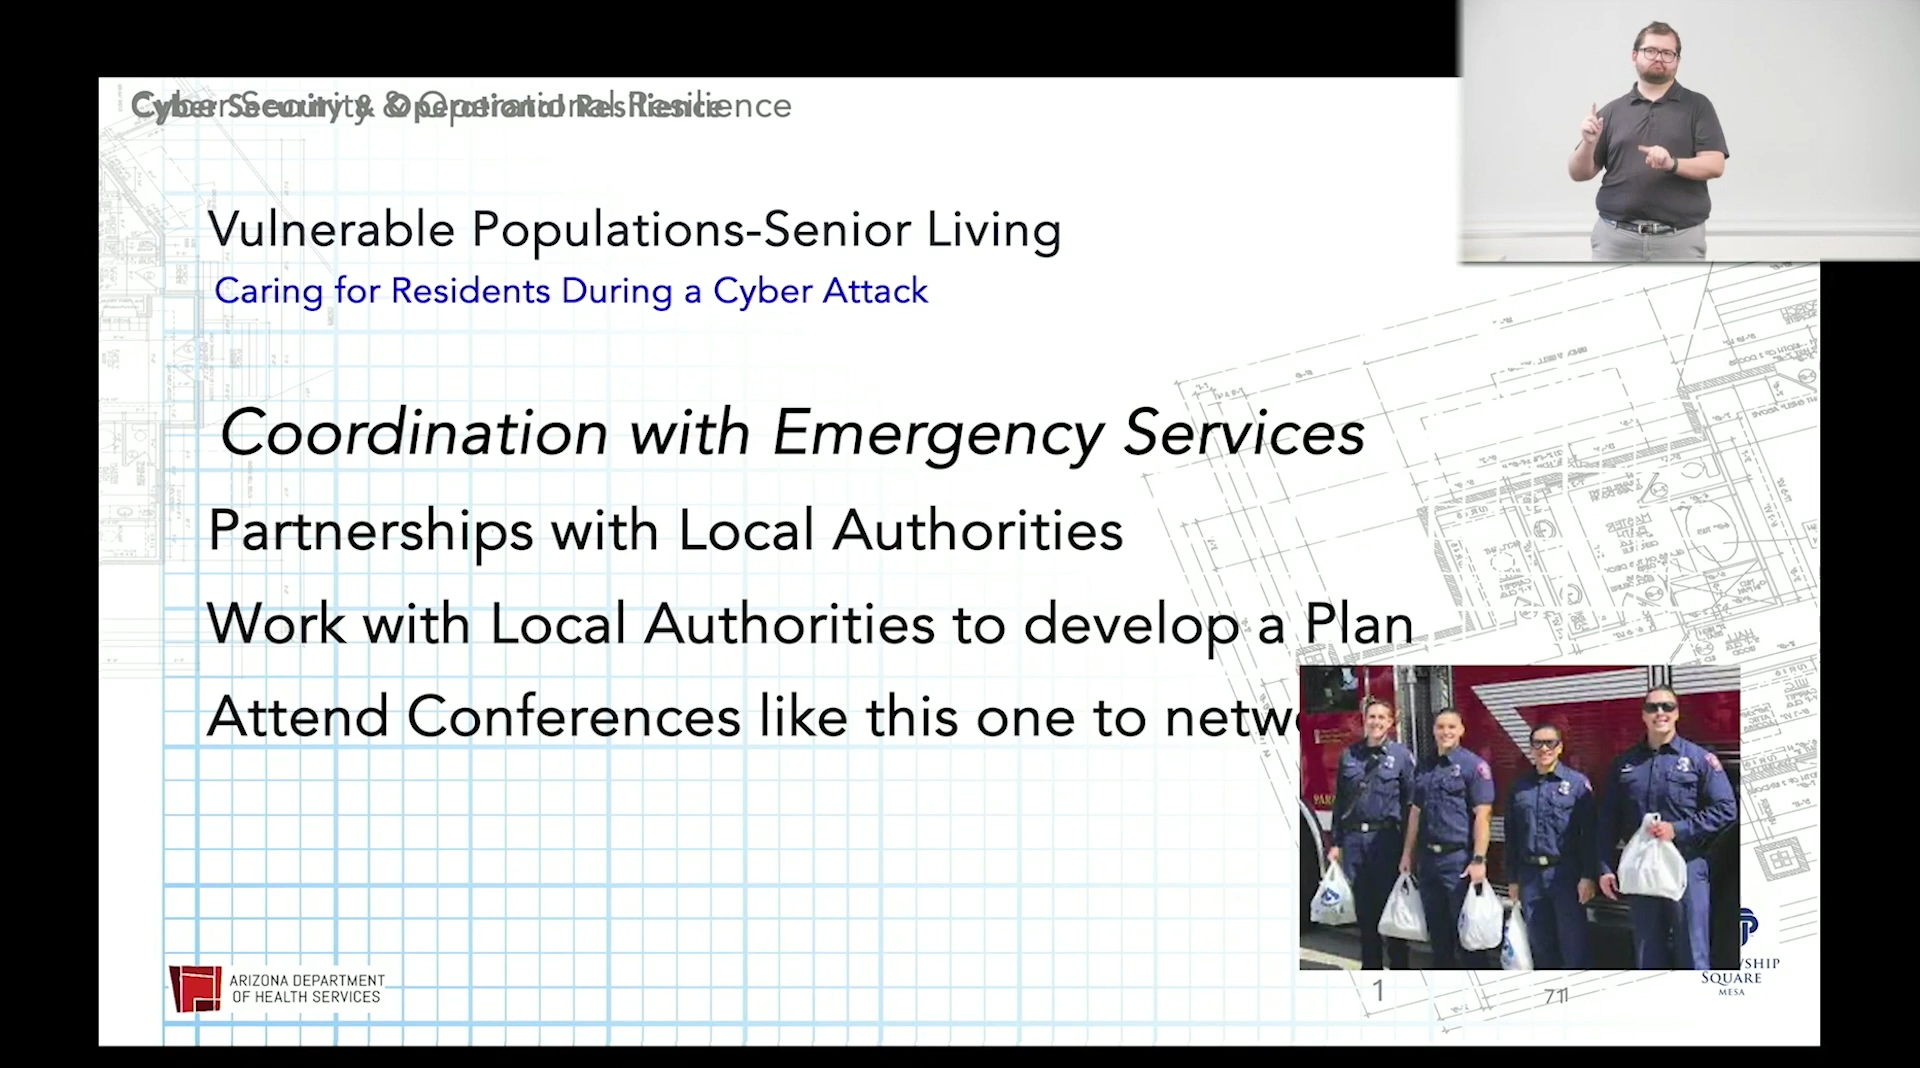 Cyber Security & Operational Resilience
Vulnerable Populations-Senior Living
Caring for Residents During a Cyber Attack
Coordination with Emergency Services
Partnerships with Local Authorities
Work with Local Authorities to develop a Plan
Attend Conferences like this one to netwo
ARIZONA DEPARTMENT
OF HEALTH SERVICES
SQUARE
MESA
1